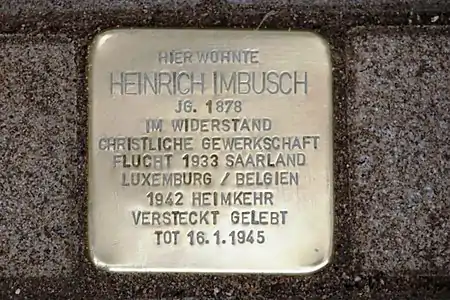 HIER WOHNTE
HEINRICH IMBUSCH
JG. 1878
IM WIDERSTAND
CHRISTLICHE GEWERKSCHAFT
FLUCHT 1933 SAARLAND
LUXEMBURG / BELGIEN
1942 HEIMKEHR
VERSTECKT GELEBT
TOT 16.1.1945